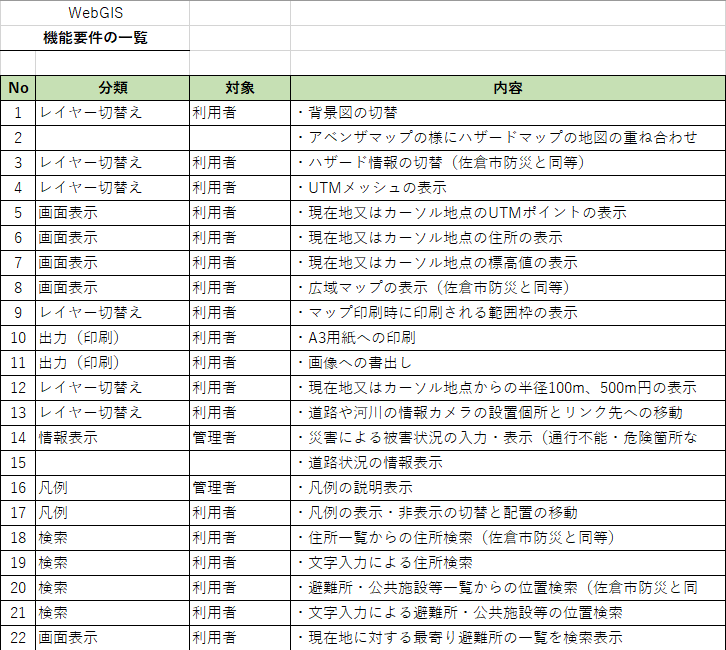 WebGIS
機能要件の一覧
No 分類 対象 内容
1 レイヤー切替え 利用者 ・背景図の切替
2 ・アベンザマップの様にハザードマップの地図の重ね合わせ
3 レイヤー切替え 利用者 ・ハザード情報の切替（佐倉市防災と同等）
4 レイヤー切替え 利用者 ・UTMメッシュの表示
5 画面表示 利用者 ・現在地又はカーソル地点のUTMポイントの表示
6 画面表示 利用者 ・現在地又はカーソル地点の住所の表示
7 画面表示 利用者 ・現在地又はカーソル地点の標高値の表示
8 画面表示 利用者 ・広域マップの表示（佐倉市防災と同等）
9 レイヤー切替え 利用者 ・マップ印刷時に印刷される範囲枠の表示
10 出力（印刷） 利用者 ・A3用紙への印刷
11 出力（印刷） 利用者 ・画像への書出し
12 レイヤー切替え 利用者 ・現在地又はカーソル地点からの半径100m、500m円の表示
13 レイヤー切替え 利用者 ・道路や河川の情報カメラの設置個所とリンク先への移動
14 情報表示 管理者 ・災害による被害状況の入力・表示（通行不能・危険箇所な
15 ・道路状況の情報表示
16 凡例 管理者 ・凡例の説明表示
17 凡例 利用者 ・凡例の表示・非表示の切替と配置の移動
18 検索 利用者 ・住所一覧からの住所検索（佐倉市防災と同等）
19 検索 利用者 ・文字入力による住所検索
20 検索 利用者 ・避難所・公共施設等一覧からの位置検索（佐倉市防災と同
21 検索 利用者 ・文字入力による避難所・公共施設等の位置検索
22 画面表示 利用者 ・現在地に対する最寄り避難所の一覧を検索表示